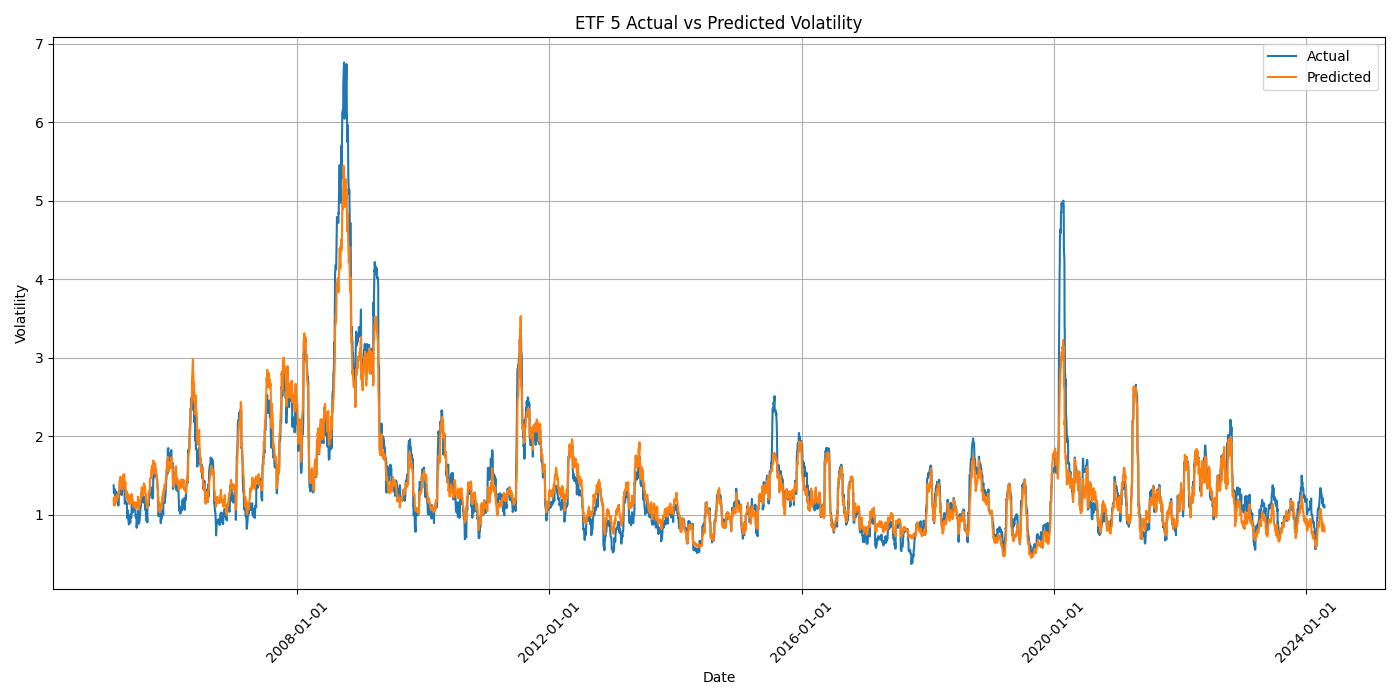 ETF 5 Actual vs Predicted Volatility
Actual
Predicted
7
6
5
4
3
2
1
Volatility
2008-01-01
2012-01-01
2016-01-01
2020-01-01
2024-01-01
Date